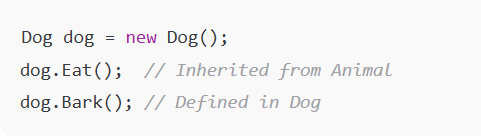 Dog dog = new Dog();
dog.Eat();  // Inherited from Animal
dog.Bark(); // Defined in Dog